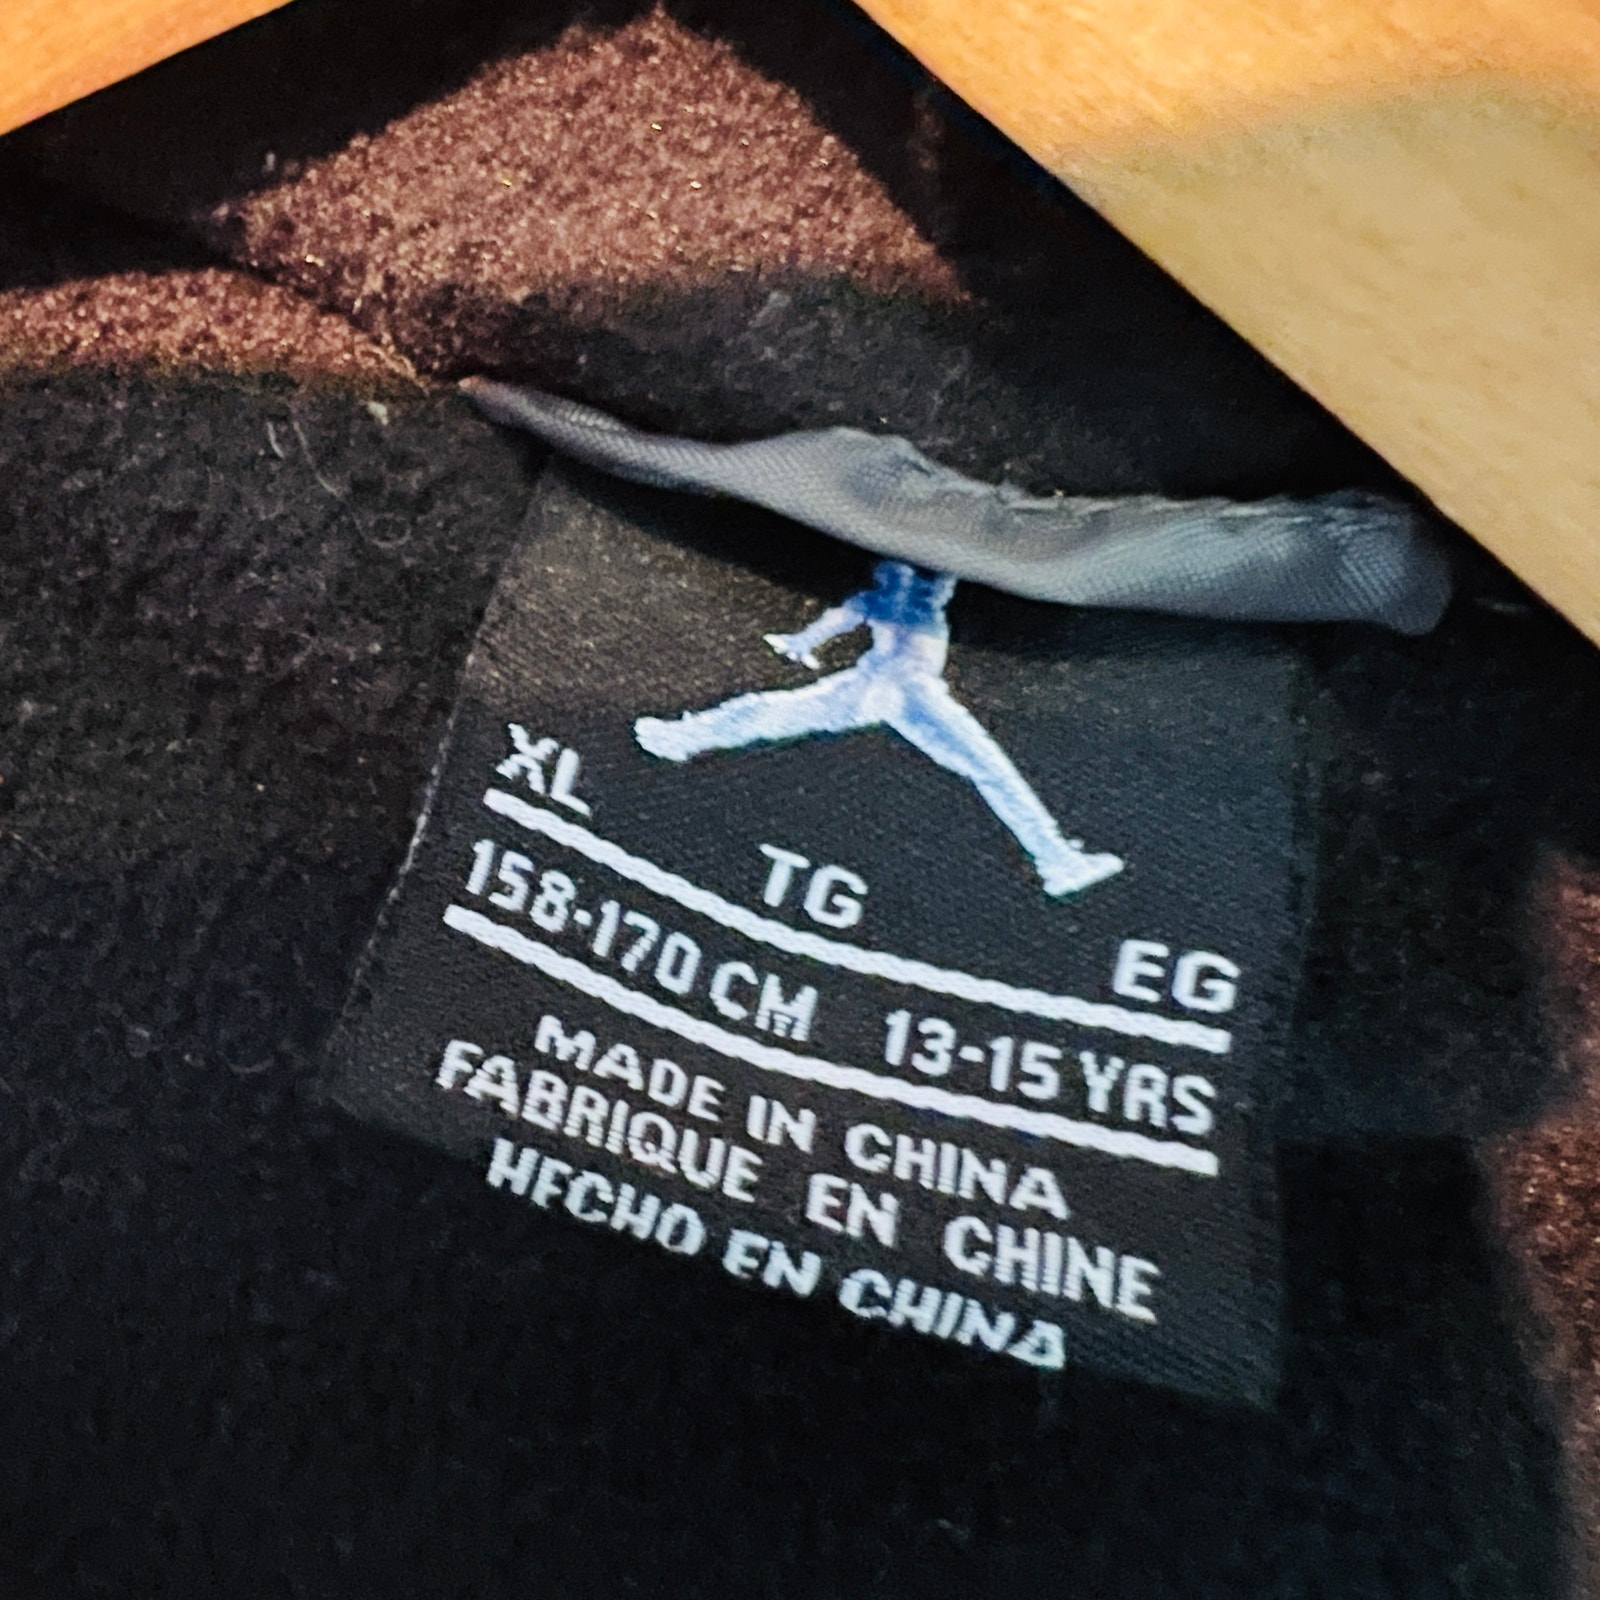 XL TG EG
158-170 CM 13-15 YRS
MADE IN CHINA
FABRIQUE EN CHINE
HECHO EN CHINA